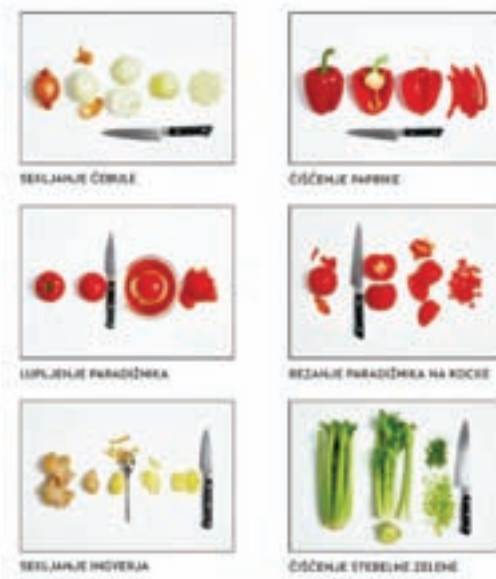 SEKLJANJE ČEBULE
ČIŠČENJE PAPRIKE
LUPLJENJE PARADIŽNIKA
REZANJE PARADIŽNIKA NA KOCKE
SEKLJANJE INGVERJA
ČIŠČENJE STEBELNE ZELENE